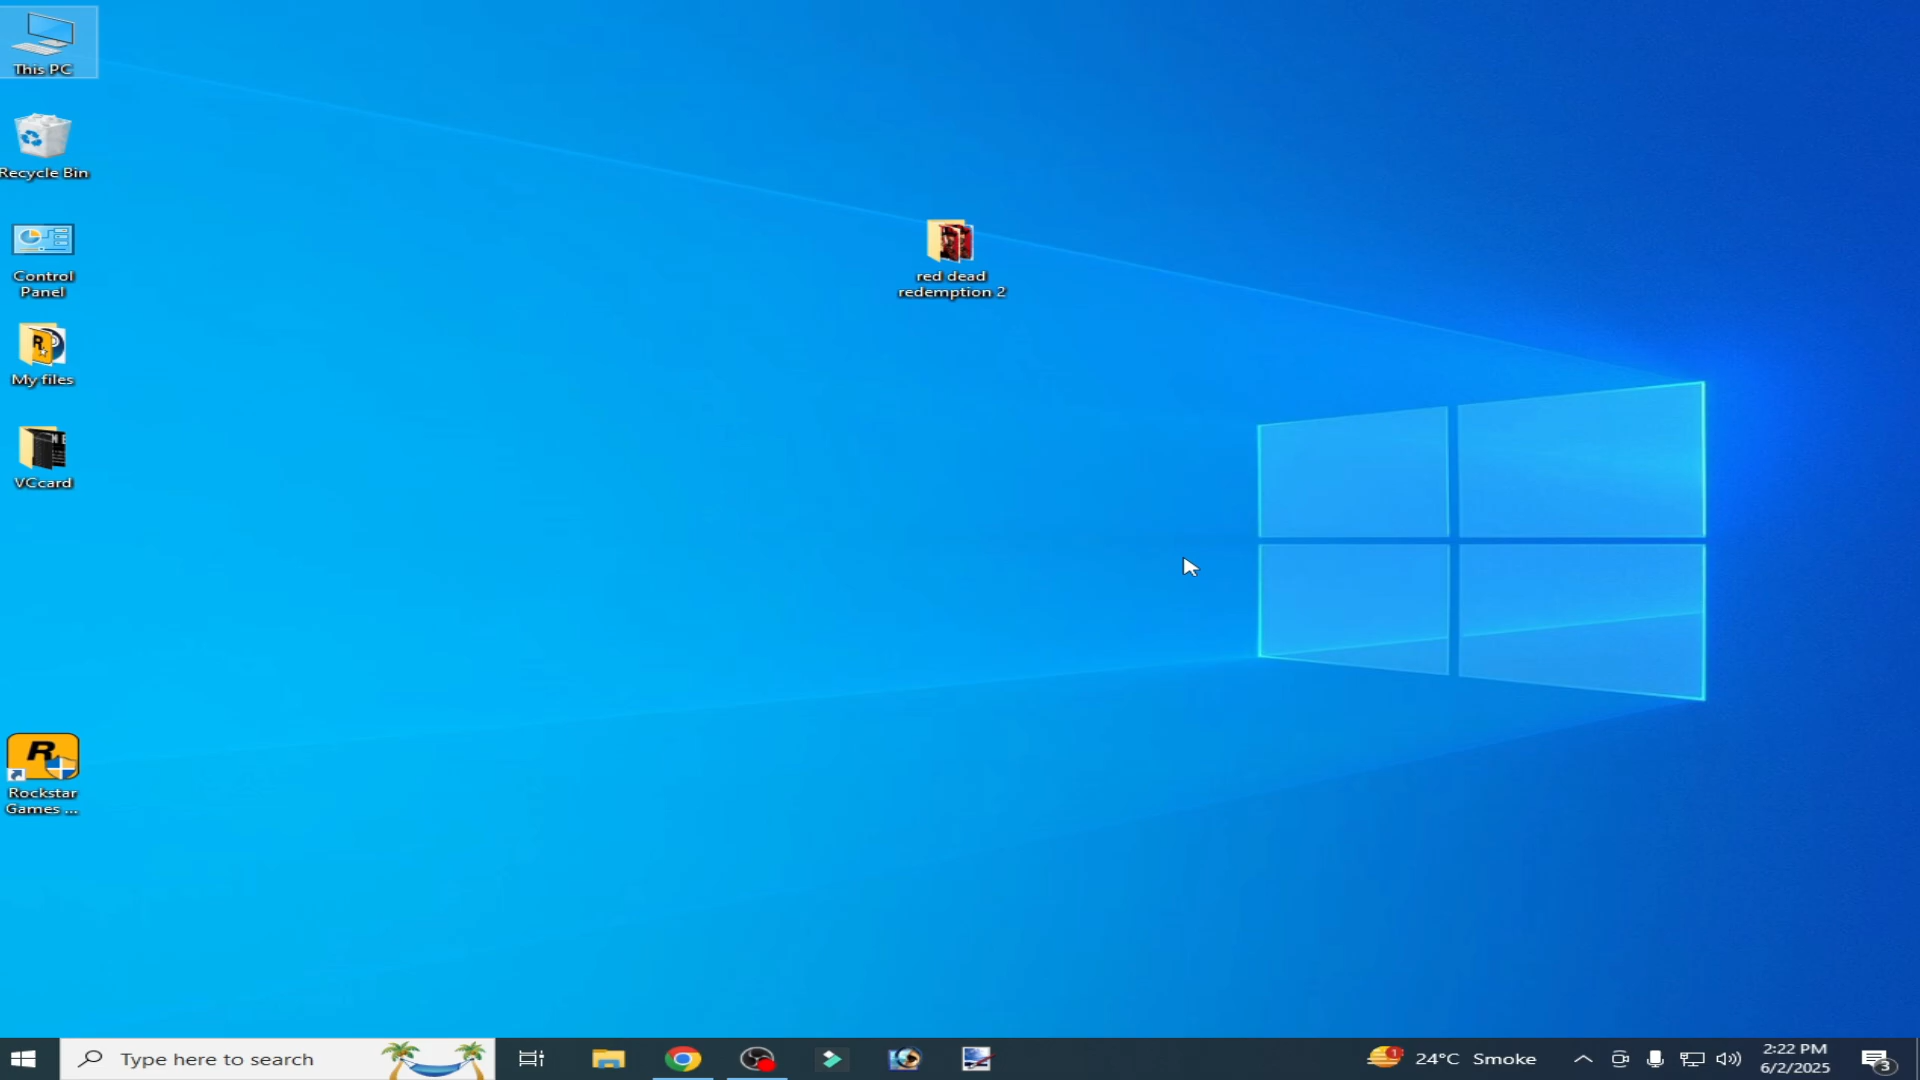 This PC
Recycle Bin
Control
Panel
My files
VCcard
Rockstar
Games ...
red dead
redemption 2
Type here to search
24°C Smoke
2:22 PM
6/2/2025
3